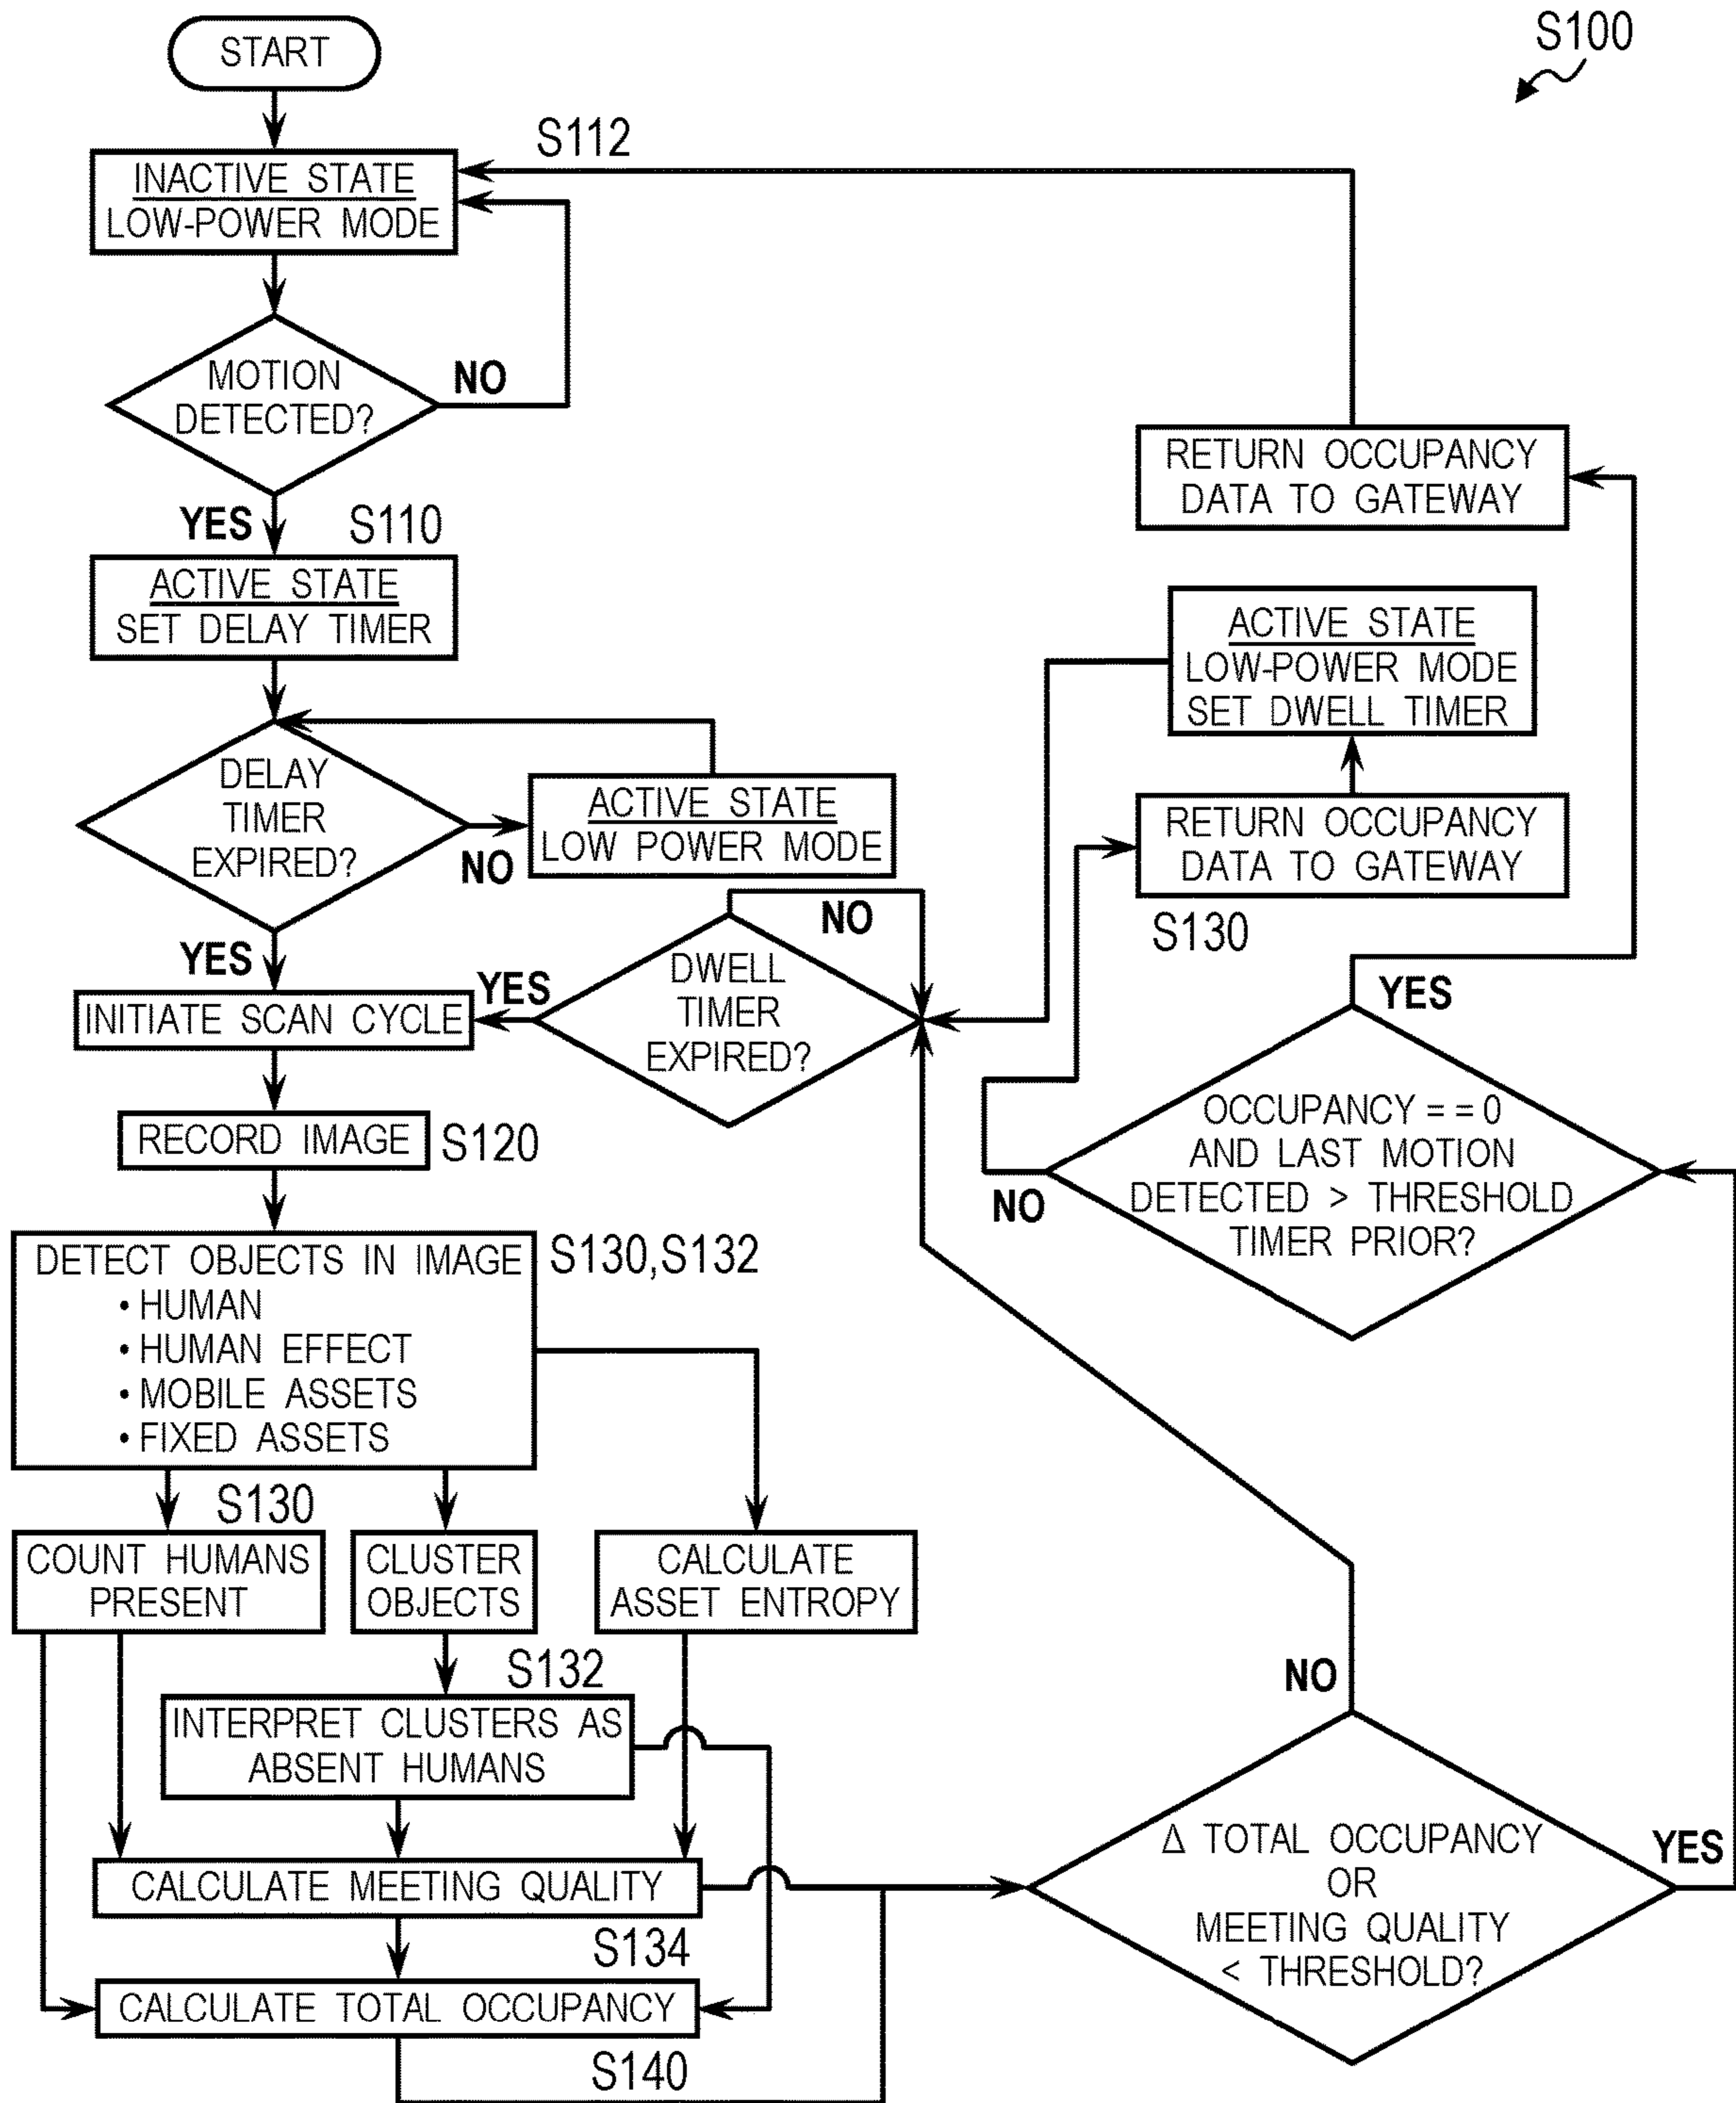 START
S100
S112
INACTIVE STATE
LOW-POWER MODE
MOTION
DETECTED?
NO
YES
S110
ACTIVE STATE
SET DELAY TIMER
DELAY
TIMER
EXPIRED?
NO
ACTIVE STATE
LOW POWER MODE
YES
INITIATE SCAN CYCLE
YES
DWELL
TIMER
EXPIRED?
NO
RETURN OCCUPANCY
DATA TO GATEWAY
ACTIVE STATE
LOW-POWER MODE
SET DWELL TIMER
RETURN OCCUPANCY
DATA TO GATEWAY
S130
YES
OCCUPANCY = = 0
AND LAST MOTION
DETECTED > THRESHOLD
TIMER PRIOR?
NO
RECORD IMAGE
S120
DETECT OBJECTS IN IMAGE
• HUMAN
• HUMAN EFFECT
• MOBILE ASSETS
• FIXED ASSETS
S130,S132
S130
COUNT HUMANS
PRESENT
CLUSTER
OBJECTS
CALCULATE
ASSET ENTROPY
S132
INTERPRET CLUSTERS AS
ABSENT HUMANS
CALCULATE MEETING QUALITY
S134
CALCULATE TOTAL OCCUPANCY
S140
NO
Δ TOTAL OCCUPANCY
OR
MEETING QUALITY
< THRESHOLD?
YES